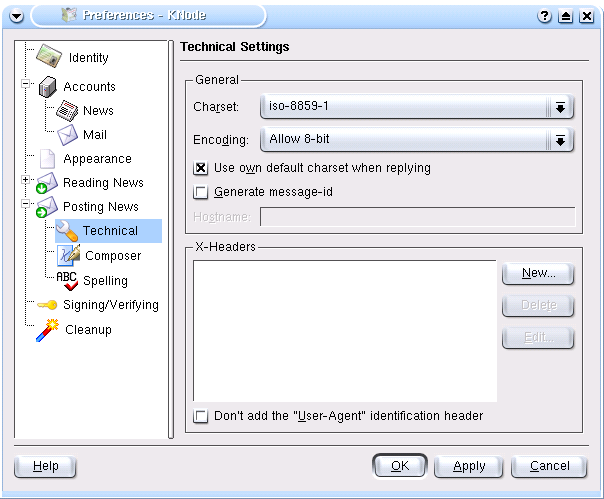 Preferences - KNode
Technical Settings
Identity
Accounts
News
Mail
Appearance
Reading News
Posting News
Technical
Composer
ABC
Spelling
Signing/Verifying
Cleanup
General
Charset: iso-8859-1
Encoding: Allow 8-bit
Use own default charset when replying
Generate message-id
Hostname:
X-Headers
New...
Delete
Edit...
Don't add the "User-Agent" identification header
Help OK Apply Cancel